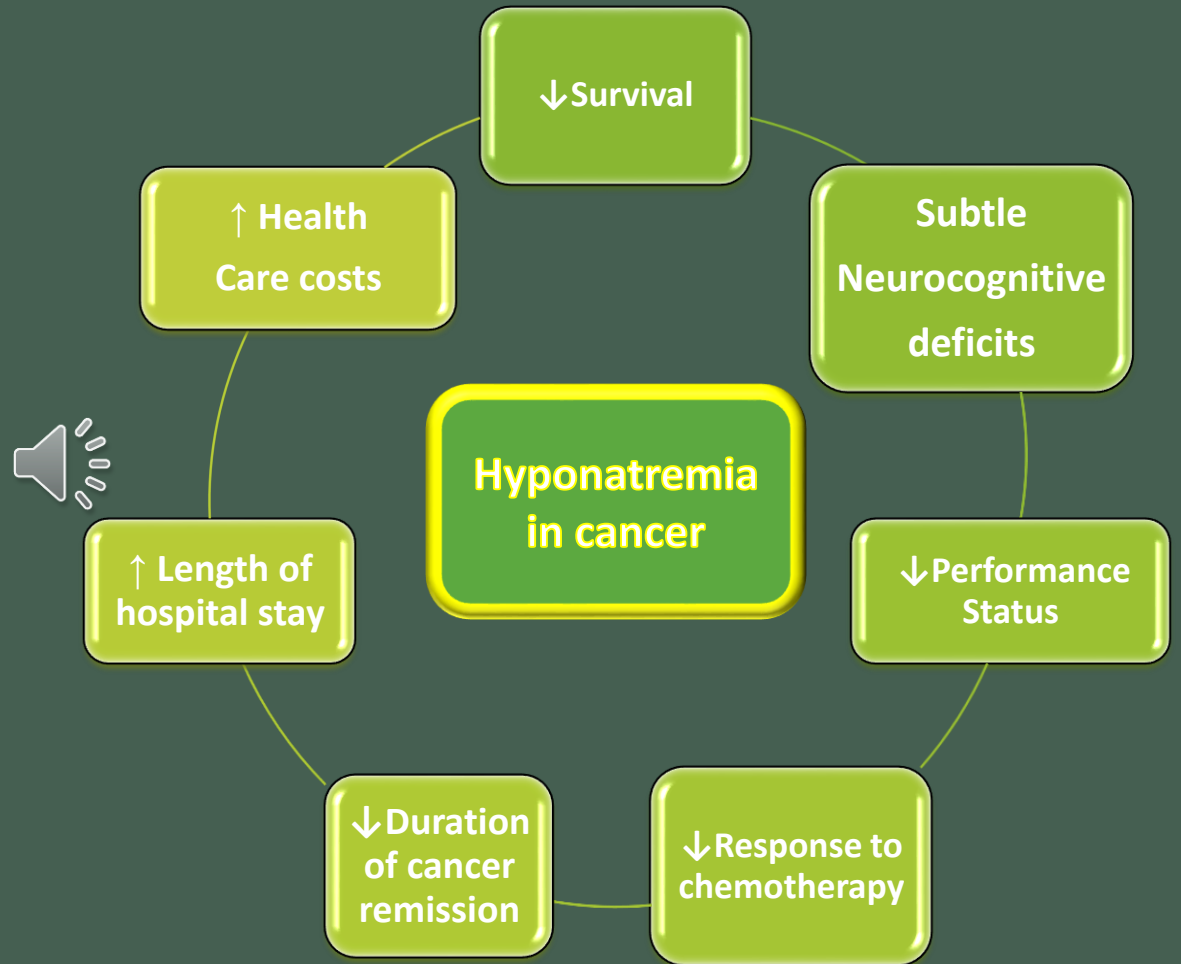 ↓Survival
Subtle
Neurocognitive
deficits
↓Performance
Status
↓Response to
chemotherapy
↓Duration
of cancer
remission
↑ Length of
hospital stay
↑ Health
Care costs
Hyponatremia
in cancer